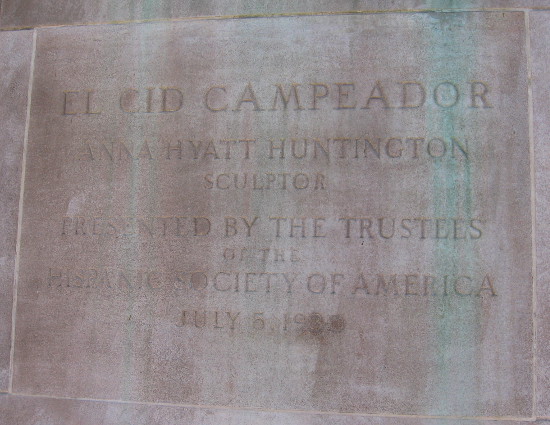 EL CID CAMPEADOR
ANNA HYATT HUNTINGTON
SCULPTOR
PRESENTED BY THE TRUSTEES
OF THE
HISPANIC SOCIETY OF AMERICA
JULY 5,